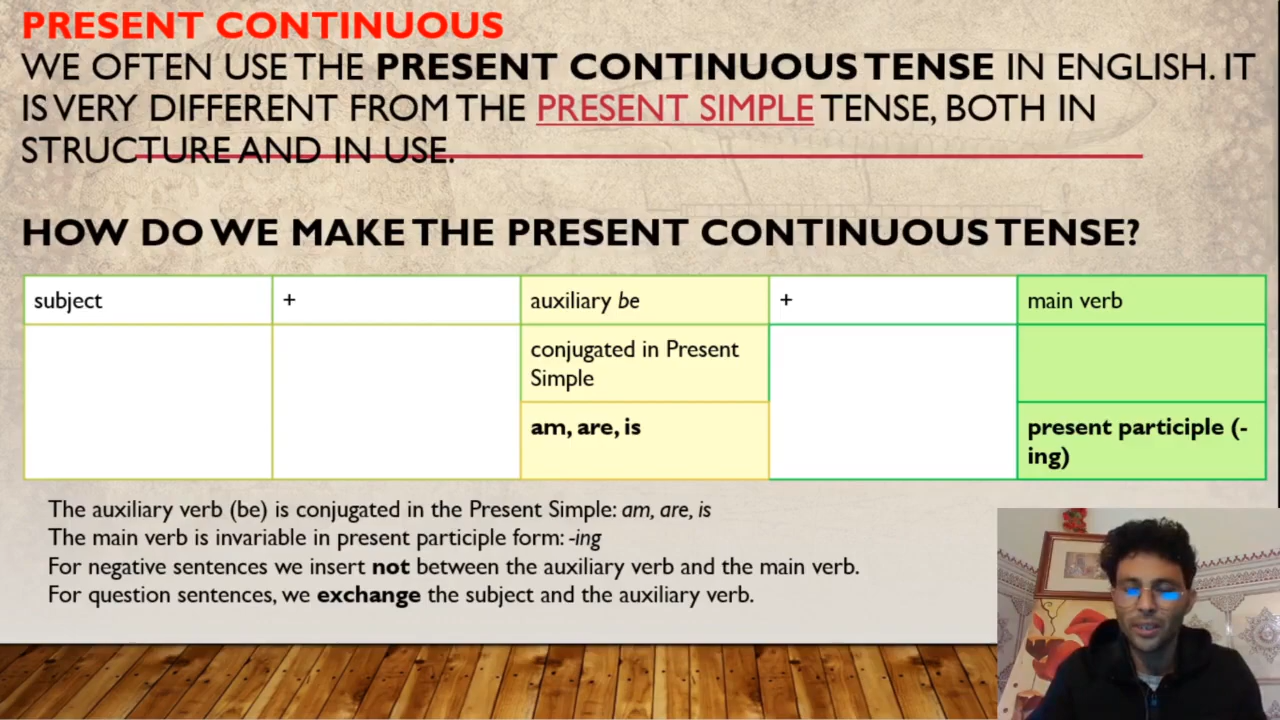 PRESENT CONTINUOUS
WE OFTEN USE THE PRESENT CONTINUOUS TENSE IN ENGLISH. IT
IS VERY DIFFERENT FROM THE PRESENT SIMPLE TENSE, BOTH IN
STRUCTURE AND IN USE.
HOW DO WE MAKE THE PRESENT CONTINUOUS TENSE?
subject + auxiliary be + main verb
conjugated in Present
Simple
am, are, is
present participle (-
ing)
The auxiliary verb (be) is conjugated in the Present Simple: am, are, is
The main verb is invariable in present participle form: -ing
For negative sentences we insert not between the auxiliary verb and the main verb.
For question sentences, we exchange the subject and the auxiliary verb.